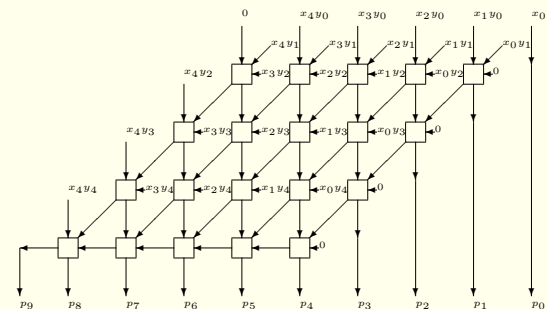 0 x4y0 x3y0 x2y0 x1y0 x0
x4y1 x3y1 x2y1 x1y1 x0y1
x4y2 x3y2 x2y2 x1y2 x0y2 0
x4y3 x3y3 x2y3 x1y3 x0y3 0
x4y4 x3y4 x2y4 x1y4 x0y4 0
0
p9 p8 p7 p6 p5 p4 p3 p2 p1 p0